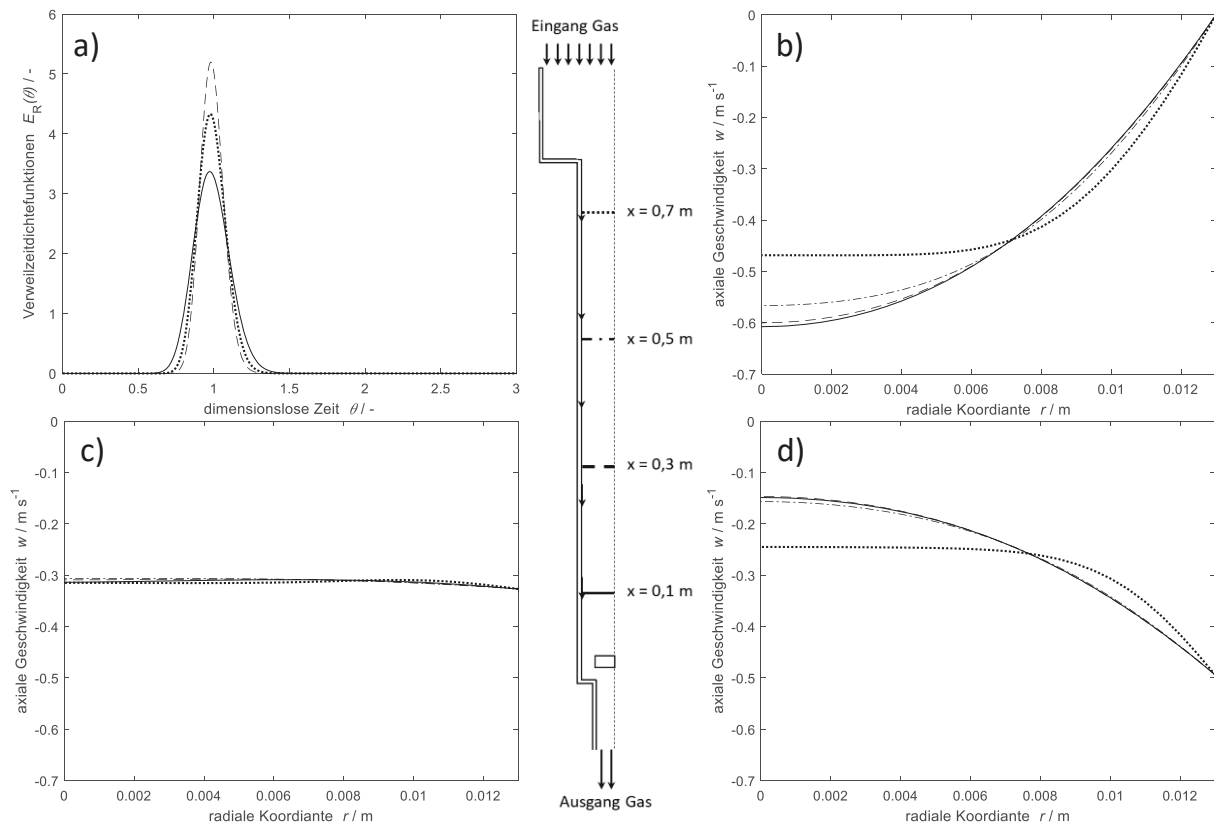 a)
Verweilzeitdichtefunktionen E_R(θ) / -
6
5
4
3
2
1
0
0 0.5 1 1.5 2 2.5 3
dimensionslose Zeit θ / -
Eingang Gas
x = 0,7 m
x = 0,5 m
x = 0,3 m
x = 0,1 m
Ausgang Gas
b)
axiale Geschwindigkeit w / m s⁻¹
0
-0.1
-0.2
-0.3
-0.4
-0.5
-0.6
-0.7
0 0.002 0.004 0.006 0.008 0.01 0.012
radiale Koordiante r / m
c)
axiale Geschwindigkeit w / m s⁻¹
0
-0.1
-0.2
-0.3
-0.4
-0.5
-0.6
-0.7
0 0.002 0.004 0.006 0.008 0.01 0.012
radiale Koordiante r / m
d)
axiale Geschwindigkeit w / m s⁻¹
0
-0.1
-0.2
-0.3
-0.4
-0.5
-0.6
-0.7
0 0.002 0.004 0.006 0.008 0.01 0.012
radiale Koordiante r / m